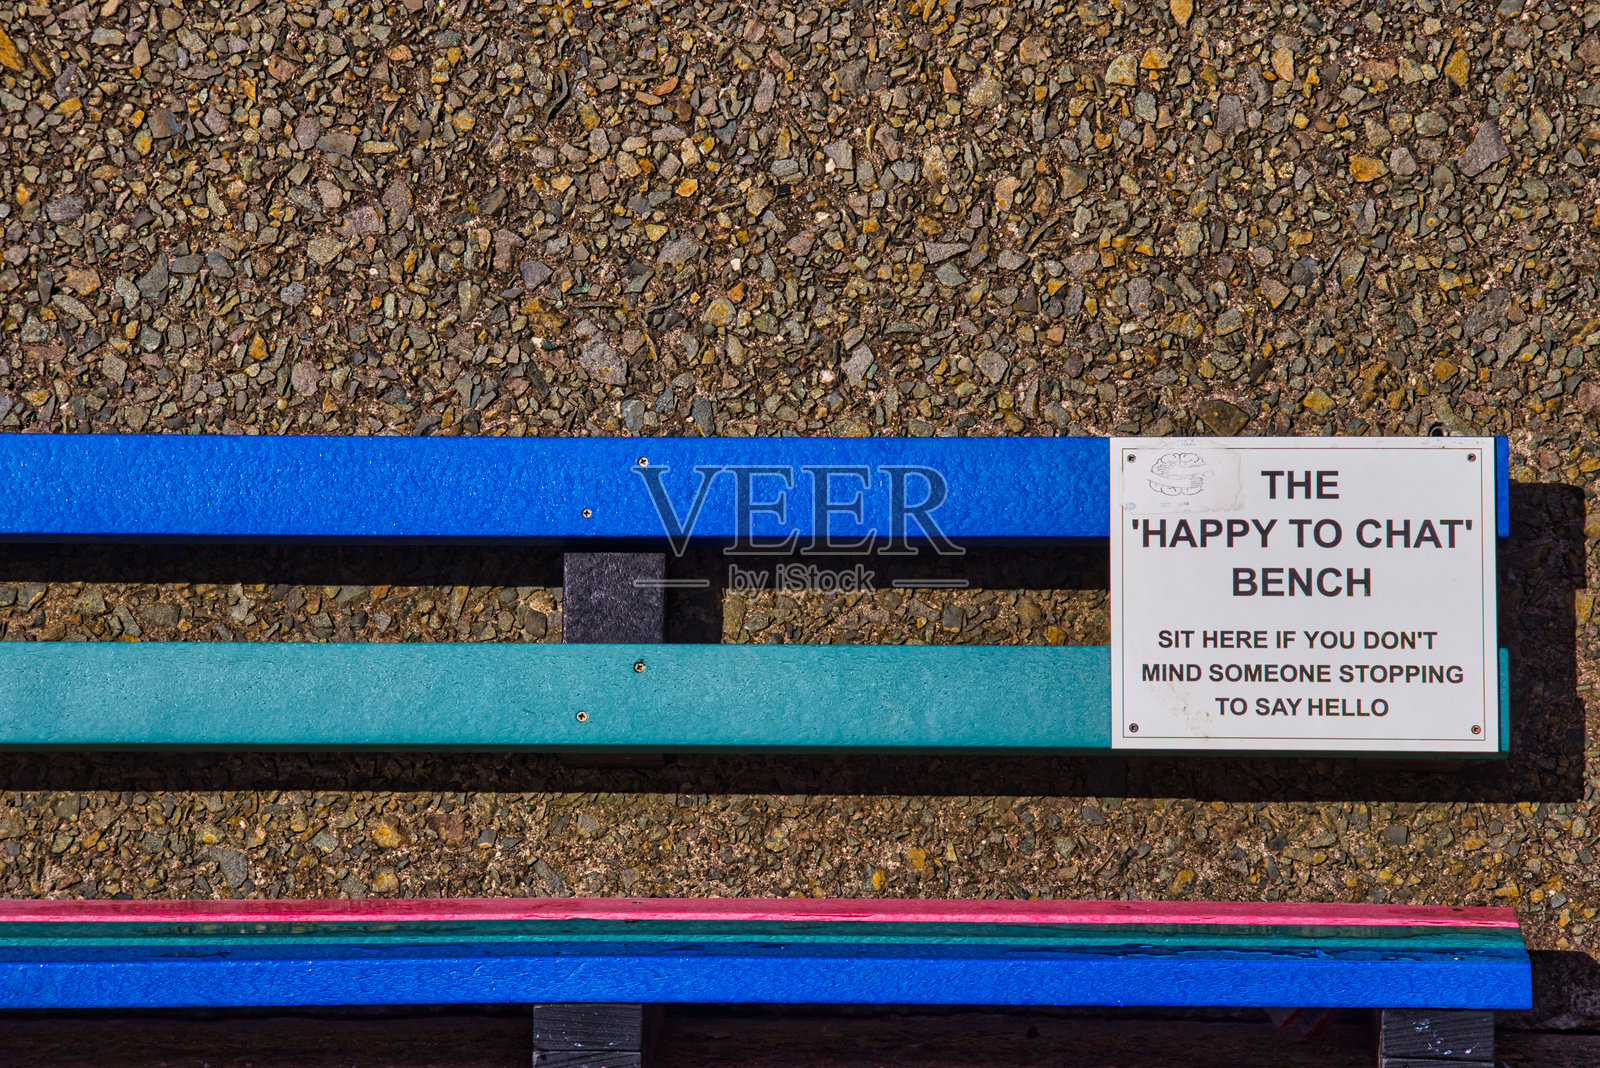 THE
'HAPPY TO CHAT'
BENCH
SIT HERE IF YOU DON'T
MIND SOMEONE STOPPING
TO SAY HELLO
VEER
by iStock